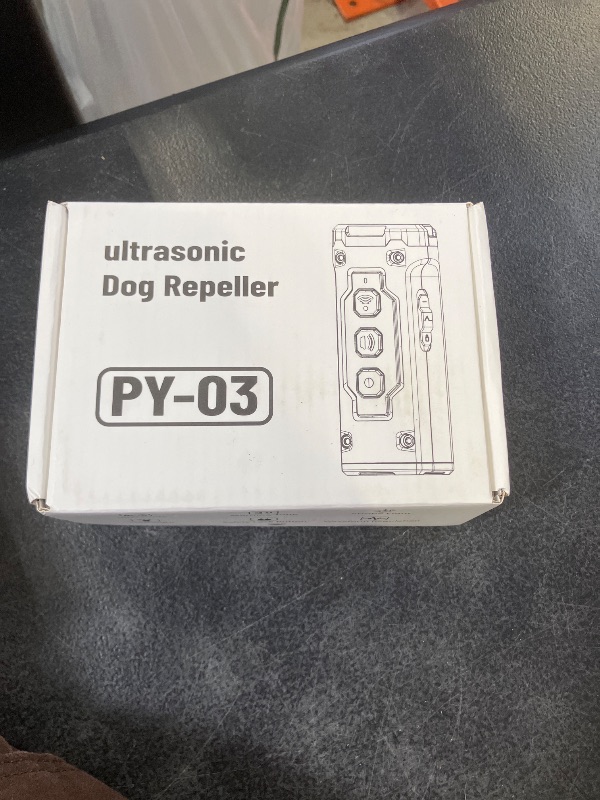 ultrasonic
Dog Repeller
PY-03